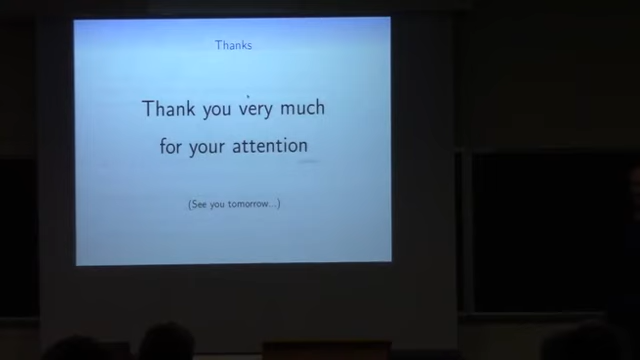 Thanks
Thank you very much
for your attention
(See you tomorrow...)